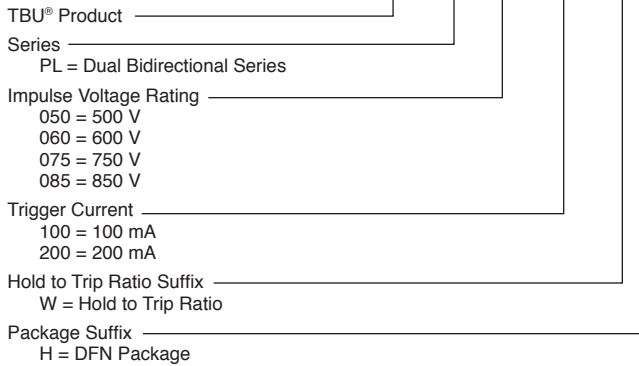 TBU® Product
Series
PL = Dual Bidirectional Series
Impulse Voltage Rating
050 = 500 V
060 = 600 V
075 = 750 V
085 = 850 V
Trigger Current
100 = 100 mA
200 = 200 mA
Hold to Trip Ratio Suffix
W = Hold to Trip Ratio
Package Suffix
H = DFN Package